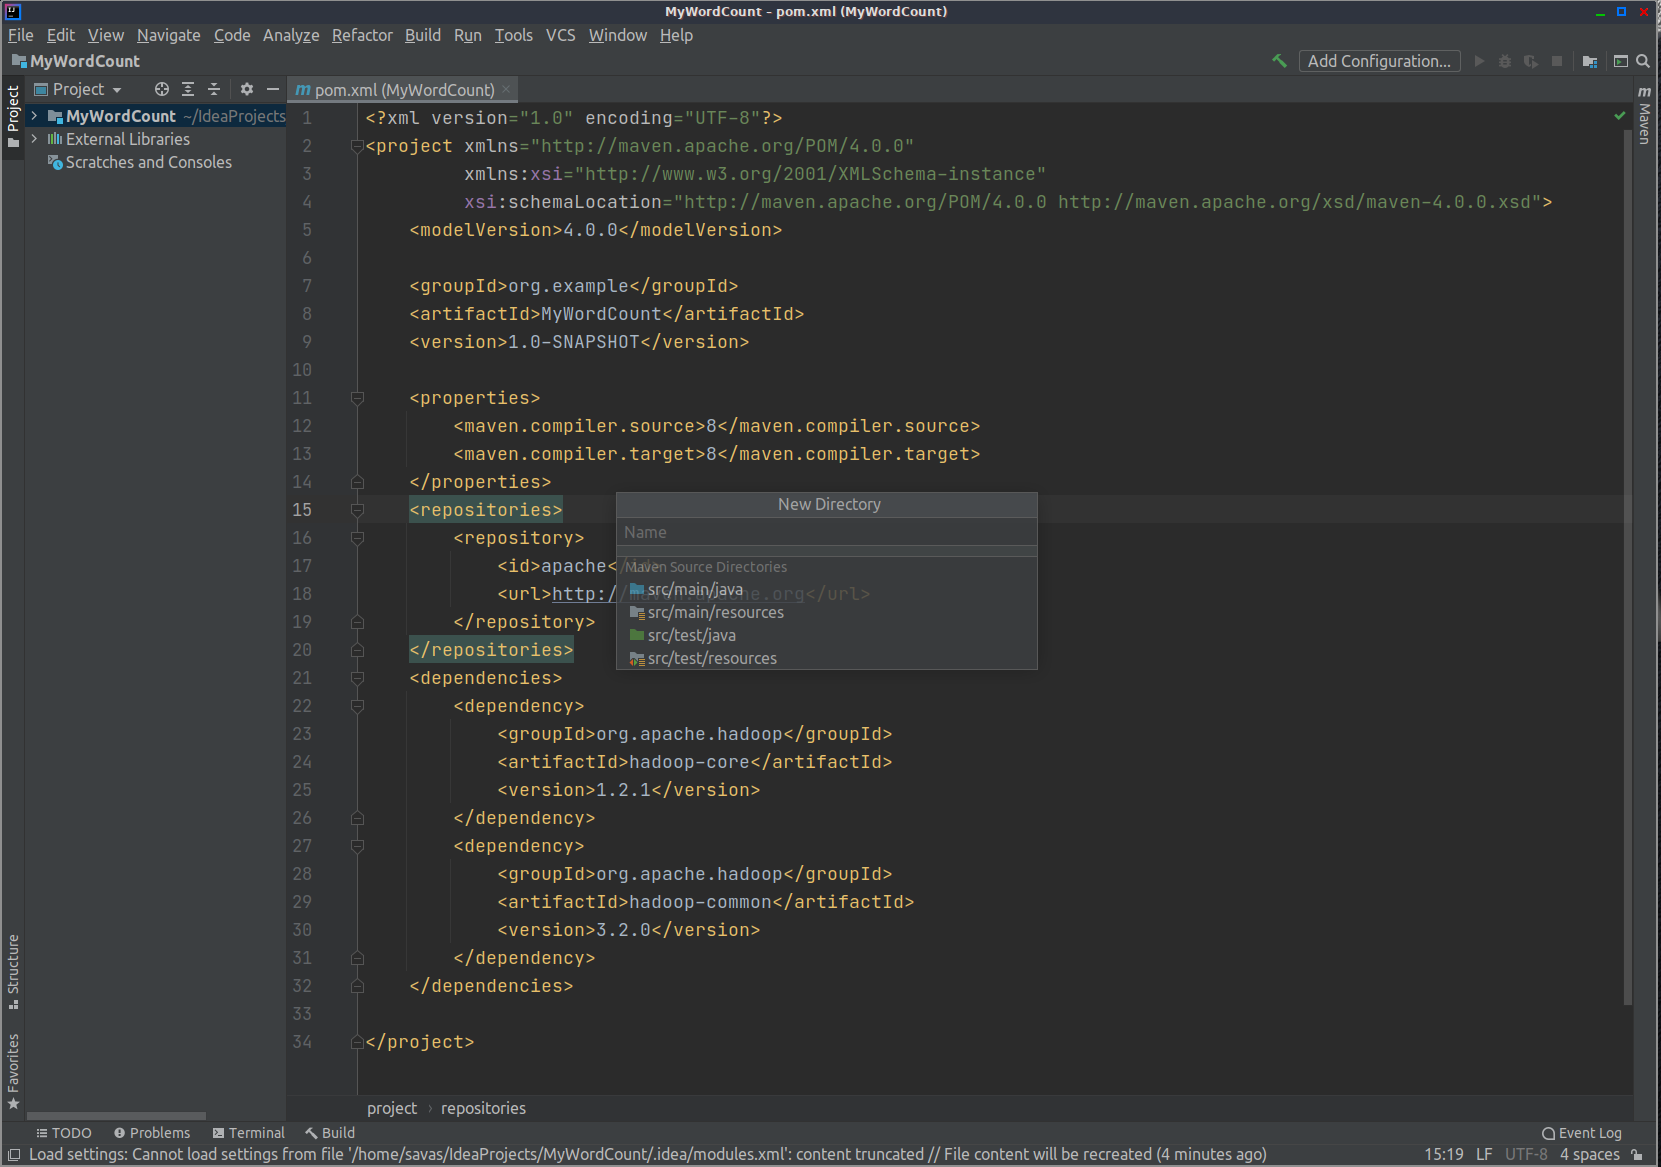 MyWordCount - pom.xml (MyWordCount)
File Edit View Navigate Code Analyze Refactor Build Run Tools VCS Window Help
MyWordCount
Add Configuration...
Project
Project
MyWordCount ~/IdeaProjects
External Libraries
Scratches and Consoles
Structure
Favorites
Maven
pom.xml (MyWordCount)
1 <?xml version="1.0" encoding="UTF-8"?>
2 <project xmlns="http://maven.apache.org/POM/4.0.0"
3 xmlns:xsi="http://www.w3.org/2001/XMLSchema-instance"
4 xsi:schemaLocation="http://maven.apache.org/POM/4.0.0 http://maven.apache.org/xsd/maven-4.0.0.xsd">
5 <modelVersion>4.0.0</modelVersion>
6
7 <groupId>org.example</groupId>
8 <artifactId>MyWordCount</artifactId>
9 <version>1.0-SNAPSHOT</version>
10
11 <properties>
12 <maven.compiler.source>8</maven.compiler.source>
13 <maven.compiler.target>8</maven.compiler.target>
14 </properties>
15 <repositories>
16 <repository>
17 <id>apache</id>
18 <url>http://maven.apache.org</url>
19 </repository>
20 </repositories>
21 <dependencies>
22 <dependency>
23 <groupId>org.apache.hadoop</groupId>
24 <artifactId>hadoop-core</artifactId>
25 <version>1.2.1</version>
26 </dependency>
27 <dependency>
28 <groupId>org.apache.hadoop</groupId>
29 <artifactId>hadoop-common</artifactId>
30 <version>3.2.0</version>
31 </dependency>
32 </dependencies>
33
34 </project>
New Directory
Name
Maven Source Directories
src/main/java
src/main/resources
src/test/java
src/test/resources
project › repositories
TODO Problems Terminal Build Event Log
Load settings: Cannot load settings from file '/home/savas/IdeaProjects/MyWordCount/.idea/modules.xml': content truncated // File content will be recreated (4 minutes ago) 15:19 LF UTF-8 4 spaces